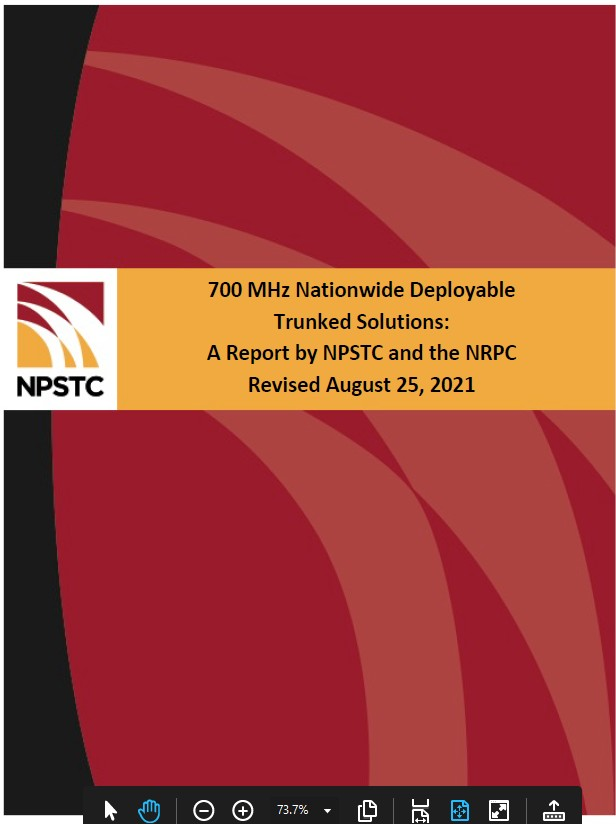 700 MHz Nationwide Deployable
Trunked Solutions:
A Report by NPSTC and the NRPC
Revised August 25, 2021
NPSTC
73.7%